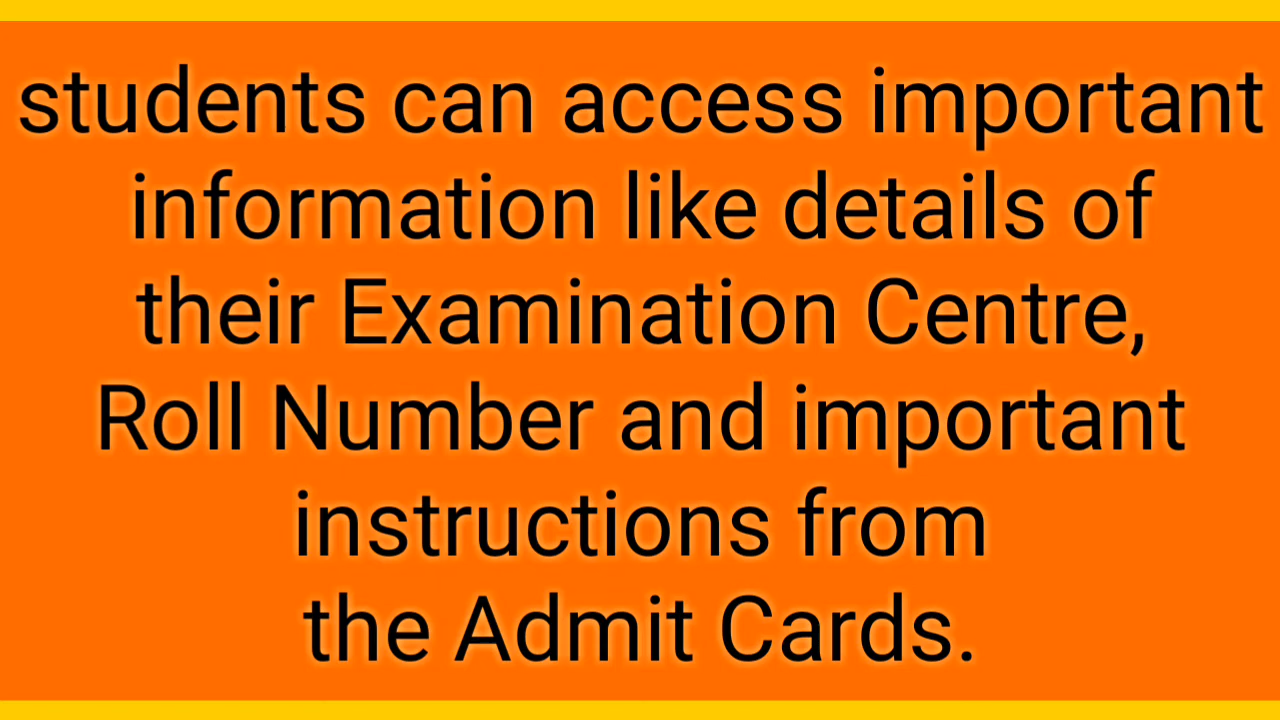 students can access important
information like details of
their Examination Centre,
Roll Number and important
instructions from
the Admit Cards.